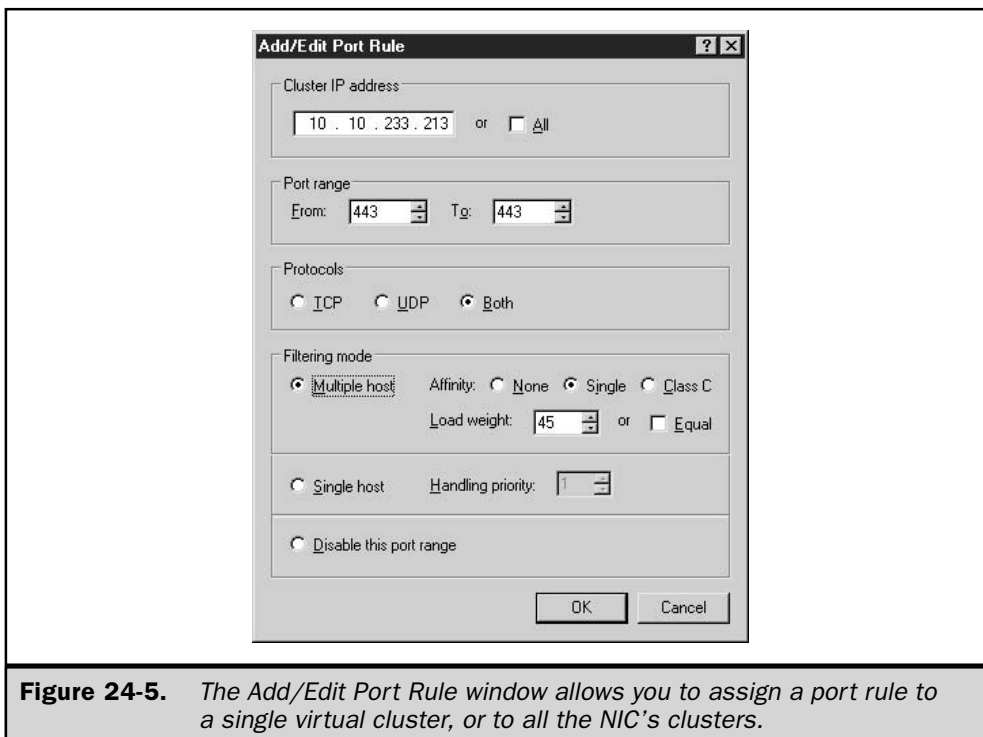 Add/Edit Port Rule
Cluster IP address
10 . 10 . 233 . 213 or All
Port range
From: 443 To: 443
Protocols
TCP UDP Both
Filtering mode
Multiple host Affinity: None Single Class C
Load weight: 45 or Equal
Single host Handling priority: 1
Disable this port range
OK Cancel
Figure 24-5. The Add/Edit Port Rule window allows you to assign a port rule to
a single virtual cluster, or to all the NIC's clusters.